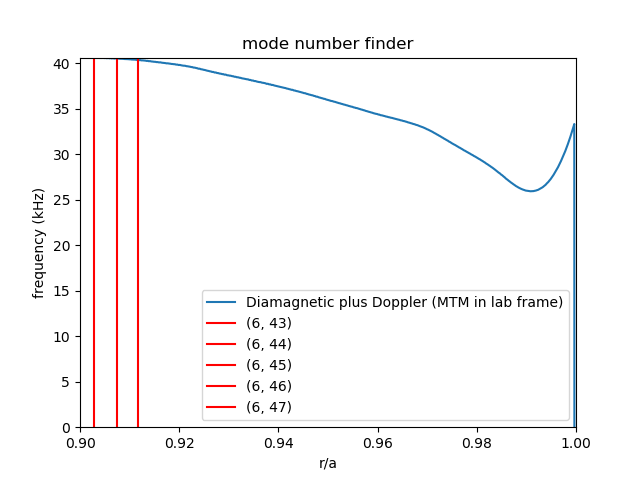 mode number finder
40
35
30
25
20
15
10
5
0
frequency (kHz)
Diamagnetic plus Doppler (MTM in lab frame)
(6, 43)
(6, 44)
(6, 45)
(6, 46)
(6, 47)
0.90 0.92 0.94 0.96 0.98 1.00
r/a